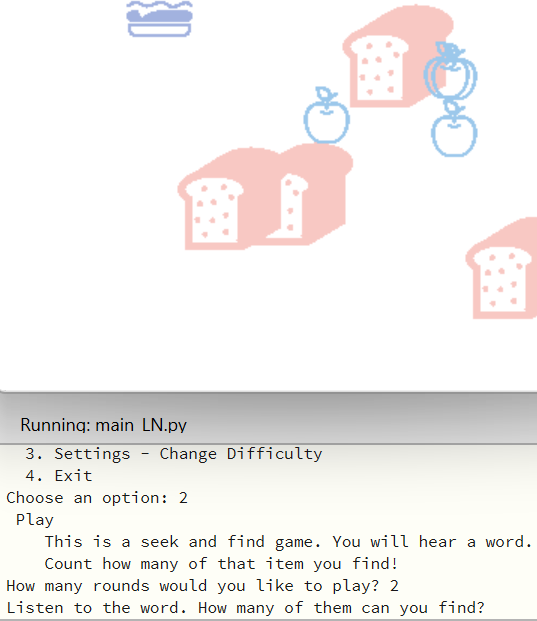 Running: main_LN.py
3. Settings - Change Difficulty
4. Exit
Choose an option: 2
Play
This is a seek and find game. You will hear a word.
Count how many of that item you find!
How many rounds would you like to play? 2
Listen to the word. How many of them can you find?